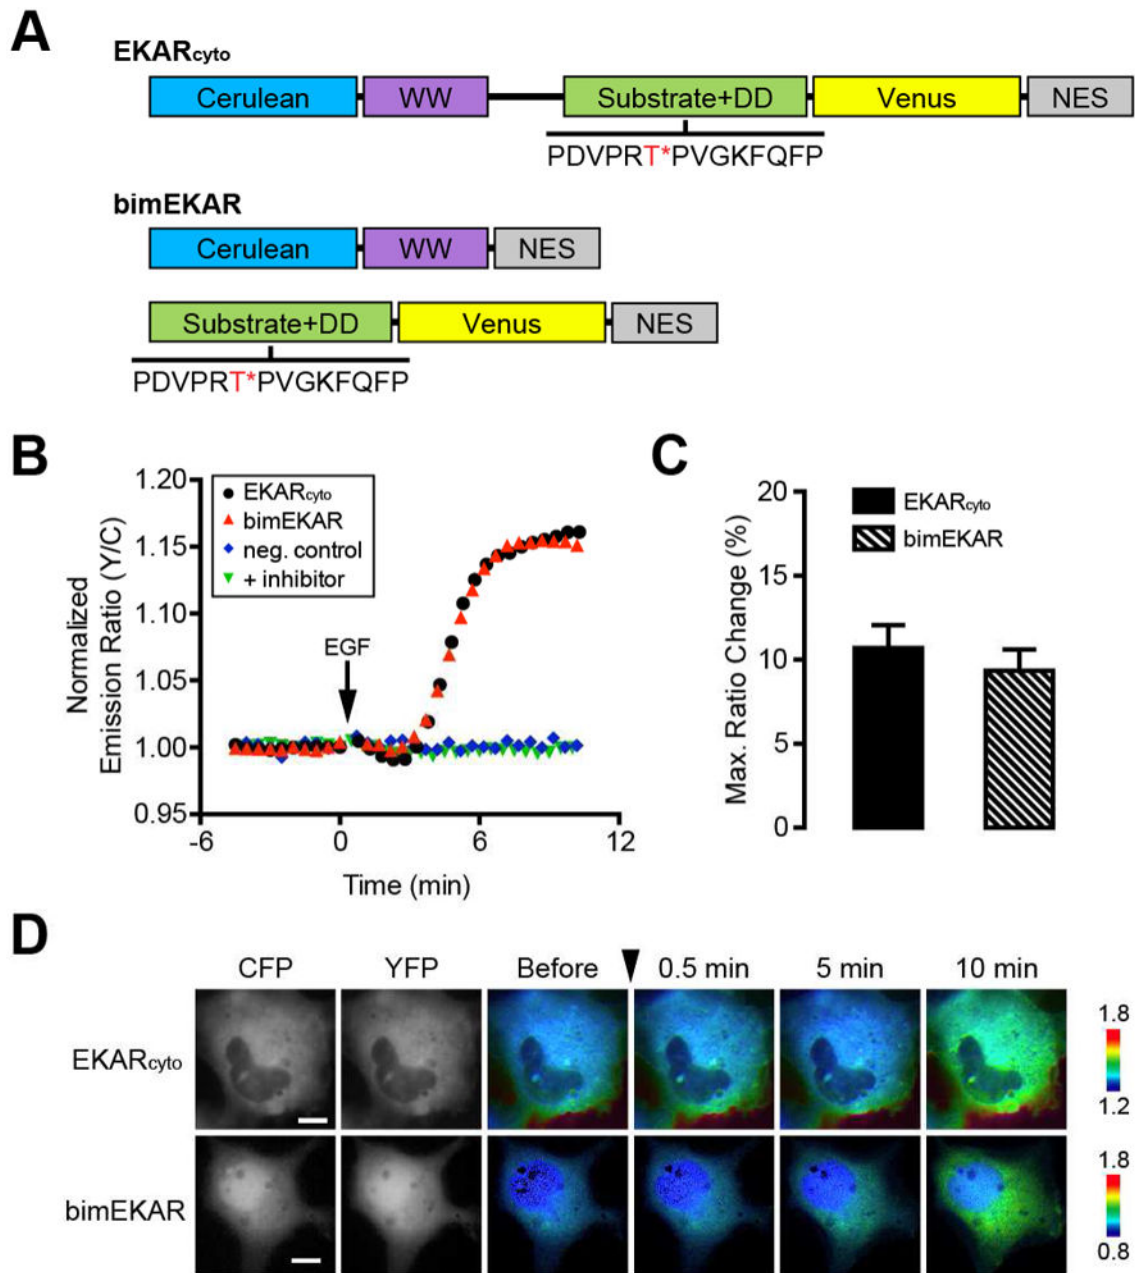 A
EKARcyto
Cerulean WW Substrate+DD Venus NES
PDVPRT*PVGKFQFP
bimEKAR
Cerulean WW NES
Substrate+DD Venus NES
PDVPRT*PVGKFQFP
B
Normalized
Emission Ratio (Y/C)
1.20
1.15
1.10
1.05
1.00
0.95
EKARcyto
bimEKAR
neg. control
+ inhibitor
EGF
-6 0 6 12
Time (min)
C
Max. Ratio Change (%)
20
15
10
5
0
EKARcyto
bimEKAR
D
CFP YFP Before 0.5 min 5 min 10 min
EKARcyto
1.8
1.2
bimEKAR
1.8
0.8